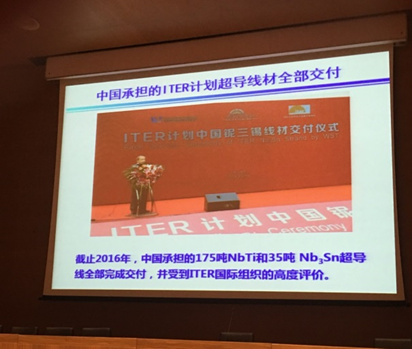 中国承担的ITER计划超导线材全部交付
ITER计划中国铌三锡线材交付仪式
ITER 计划中国铌
Ceremony
截止2016年，中国承担的175吨NbTi和35吨 Nb₃Sn超导
线全部完成交付，并受到ITER国际组织的高度评价。